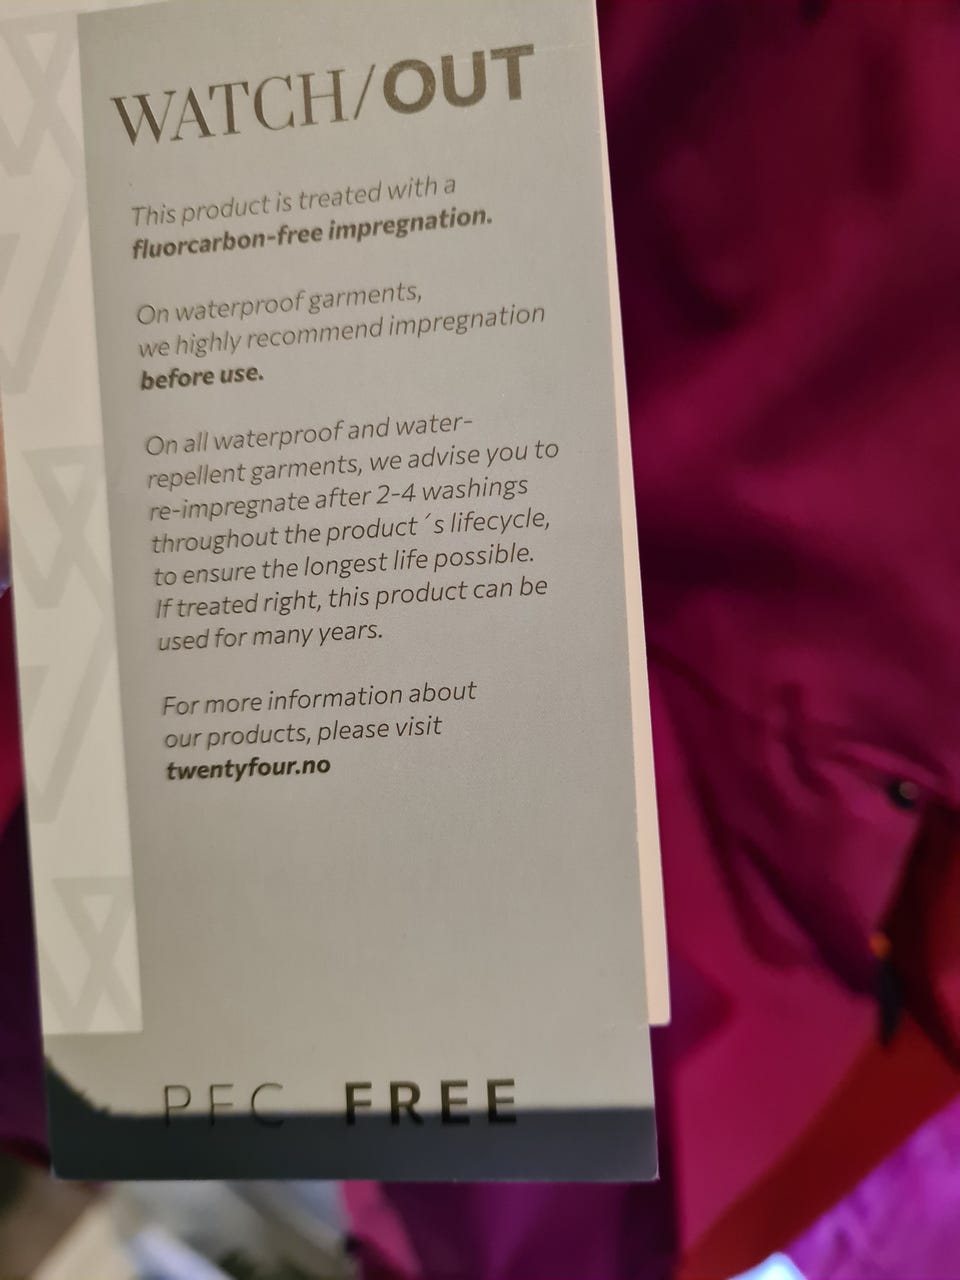 WATCH/OUT
This product is treated with a
fluorcarbon-free impregnation.
On waterproof garments,
we highly recommend impregnation
before use.
On all waterproof and water-
repellent garments, we advise you to
re-impregnate after 2-4 washings
throughout the product ´s lifecycle,
to ensure the longest life possible.
If treated right, this product can be
used for many years.
For more information about
our products, please visit
twentyfour.no
PFC FREE